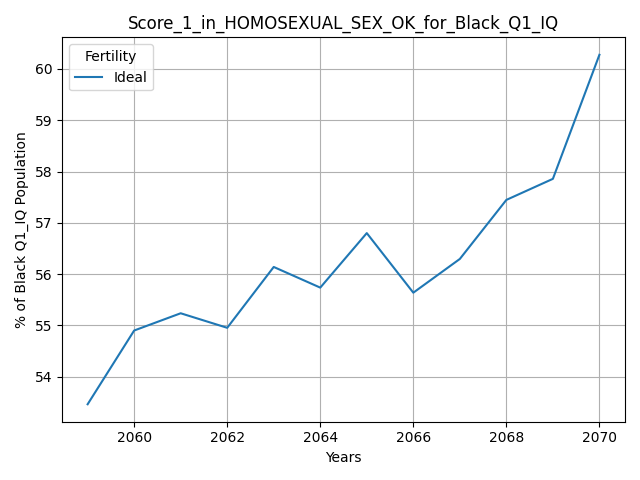 Score_1_in_HOMOSEXUAL_SEX_OK_for_Black_Q1_IQ
Fertility
Ideal
% of Black Q1_IQ Population
60
59
58
57
56
55
54
2060 2062 2064 2066 2068 2070
Years